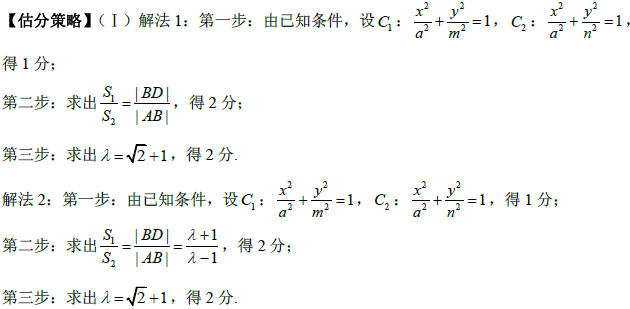 【估分策略】（Ⅰ）解法 1：第一步：由已知条件，设 $C_1$：$\frac{x^2}{a^2}+\frac{y^2}{m^2}=1$，$C_2$：$\frac{x^2}{a^2}+\frac{y^2}{n^2}=1$，
得 1 分；
第二步：求出 $\frac{S_1}{S_2}=\frac{|BD|}{|AB|}$，得 2 分；
第三步：求出 $\lambda=\sqrt{2}+1$，得 2 分.
解法 2：第一步：由已知条件，设 $C_1$：$\frac{x^2}{a^2}+\frac{y^2}{m^2}=1$，$C_2$：$\frac{x^2}{a^2}+\frac{y^2}{n^2}=1$，得 1 分；
第二步：求出 $\frac{S_1}{S_2}=\frac{|BD|}{|AB|}=\frac{\lambda+1}{\lambda-1}$，得 2 分；
第三步：求出 $\lambda=\sqrt{2}+1$，得 2 分.